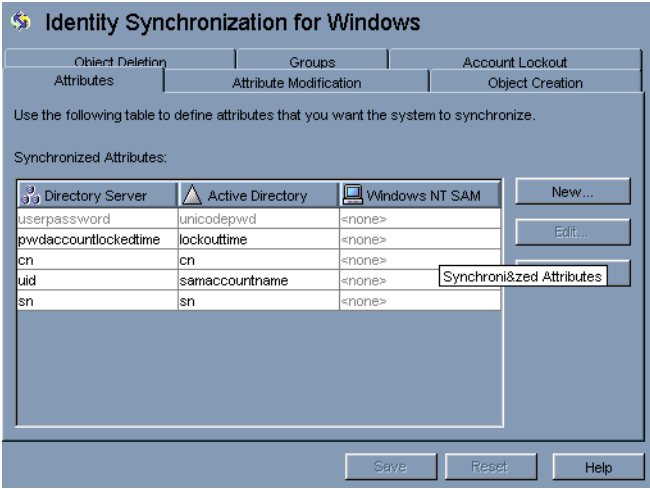 Identity Synchronization for Windows
Object Deletion Groups Account Lockout
Attributes Attribute Modification Object Creation
Use the following table to define attributes that you want the system to synchronize.
Synchronized Attributes:
Directory Server Active Directory Windows NT SAM New...
userpassword unicodepwd <none>
pwdaccountlockedtime lockouttime <none> Edit...
cn cn <none>
uid samaccountname <none> Synchroni&zed Attributes
sn sn <none>
Save Reset Help